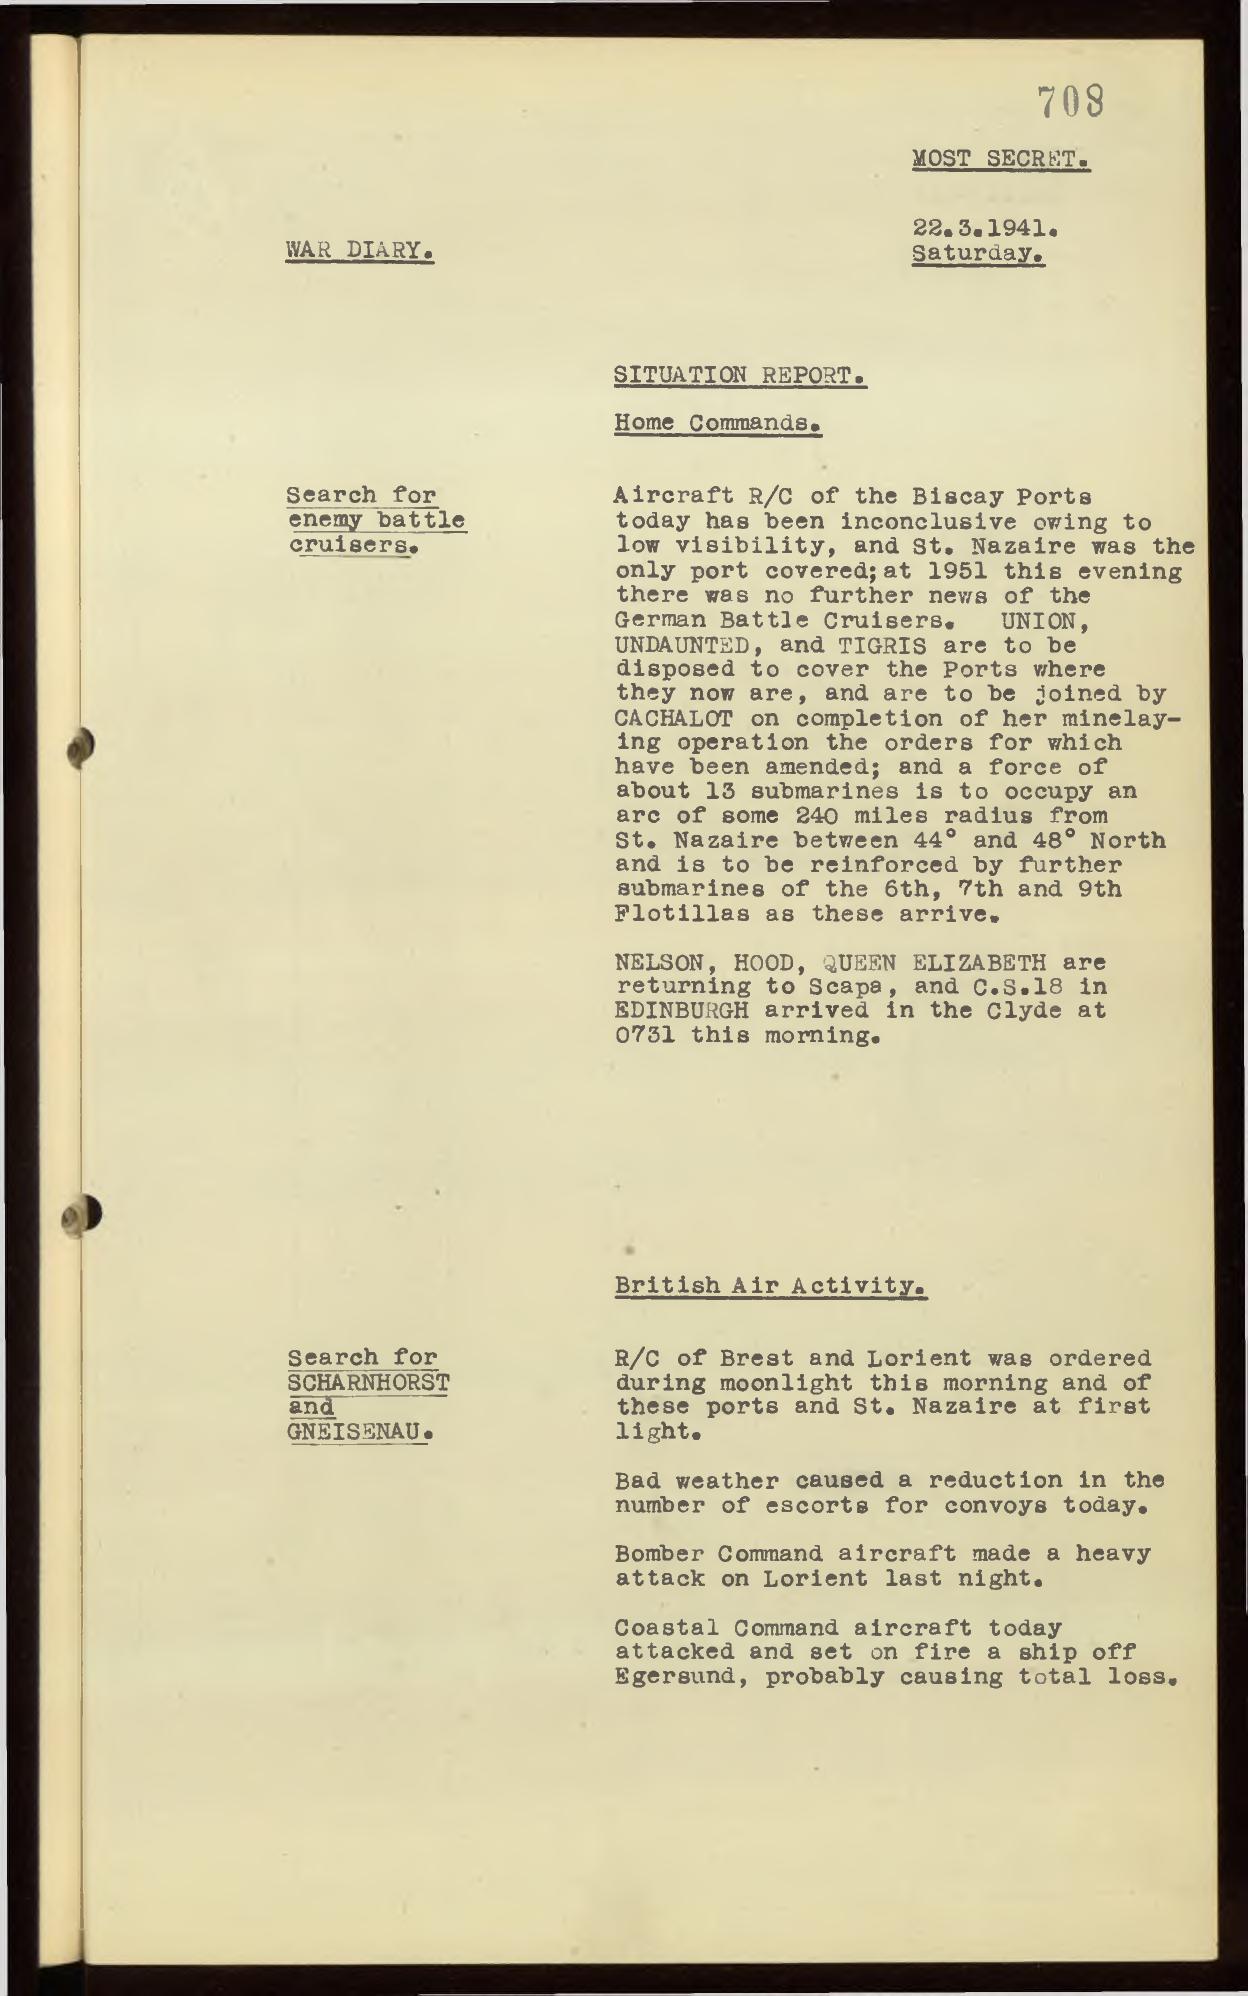 708
MOST SECRET.
22.3.1941.
Saturday.
WAR DIARY.
SITUATION REPORT.
Home Commands.
Search for
enemy battle
cruisers.
Aircraft R/C of the Biscay Ports
today has been inconclusive owing to
low visibility, and St. Nazaire was the
only port covered; at 1951 this evening
there was no further news of the
German Battle Cruisers. UNION,
UNDAUNTED, and TIGRIS are to be
disposed to cover the Ports where
they now are, and are to be joined by
CACHALOT on completion of her minelay-
ing operation the orders for which
have been amended; and a force of
about 13 submarines is to occupy an
arc of some 240 miles radius from
St. Nazaire between 44° and 48° North
and is to be reinforced by further
submarines of the 6th, 7th and 9th
Flotillas as these arrive.
NELSON, HOOD, QUEEN ELIZABETH are
returning to Scapa, and C.S.18 in
EDINBURGH arrived in the Clyde at
0731 this morning.
British Air Activity.
Search for
SCHARNHORST
and
GNEISENAU.
R/C of Brest and Lorient was ordered
during moonlight this morning and of
these ports and St. Nazaire at first
light.
Bad weather caused a reduction in the
number of escorts for convoys today.
Bomber Command aircraft made a heavy
attack on Lorient last night.
Coastal Command aircraft today
attacked and set on fire a ship off
Egersund, probably causing total loss.